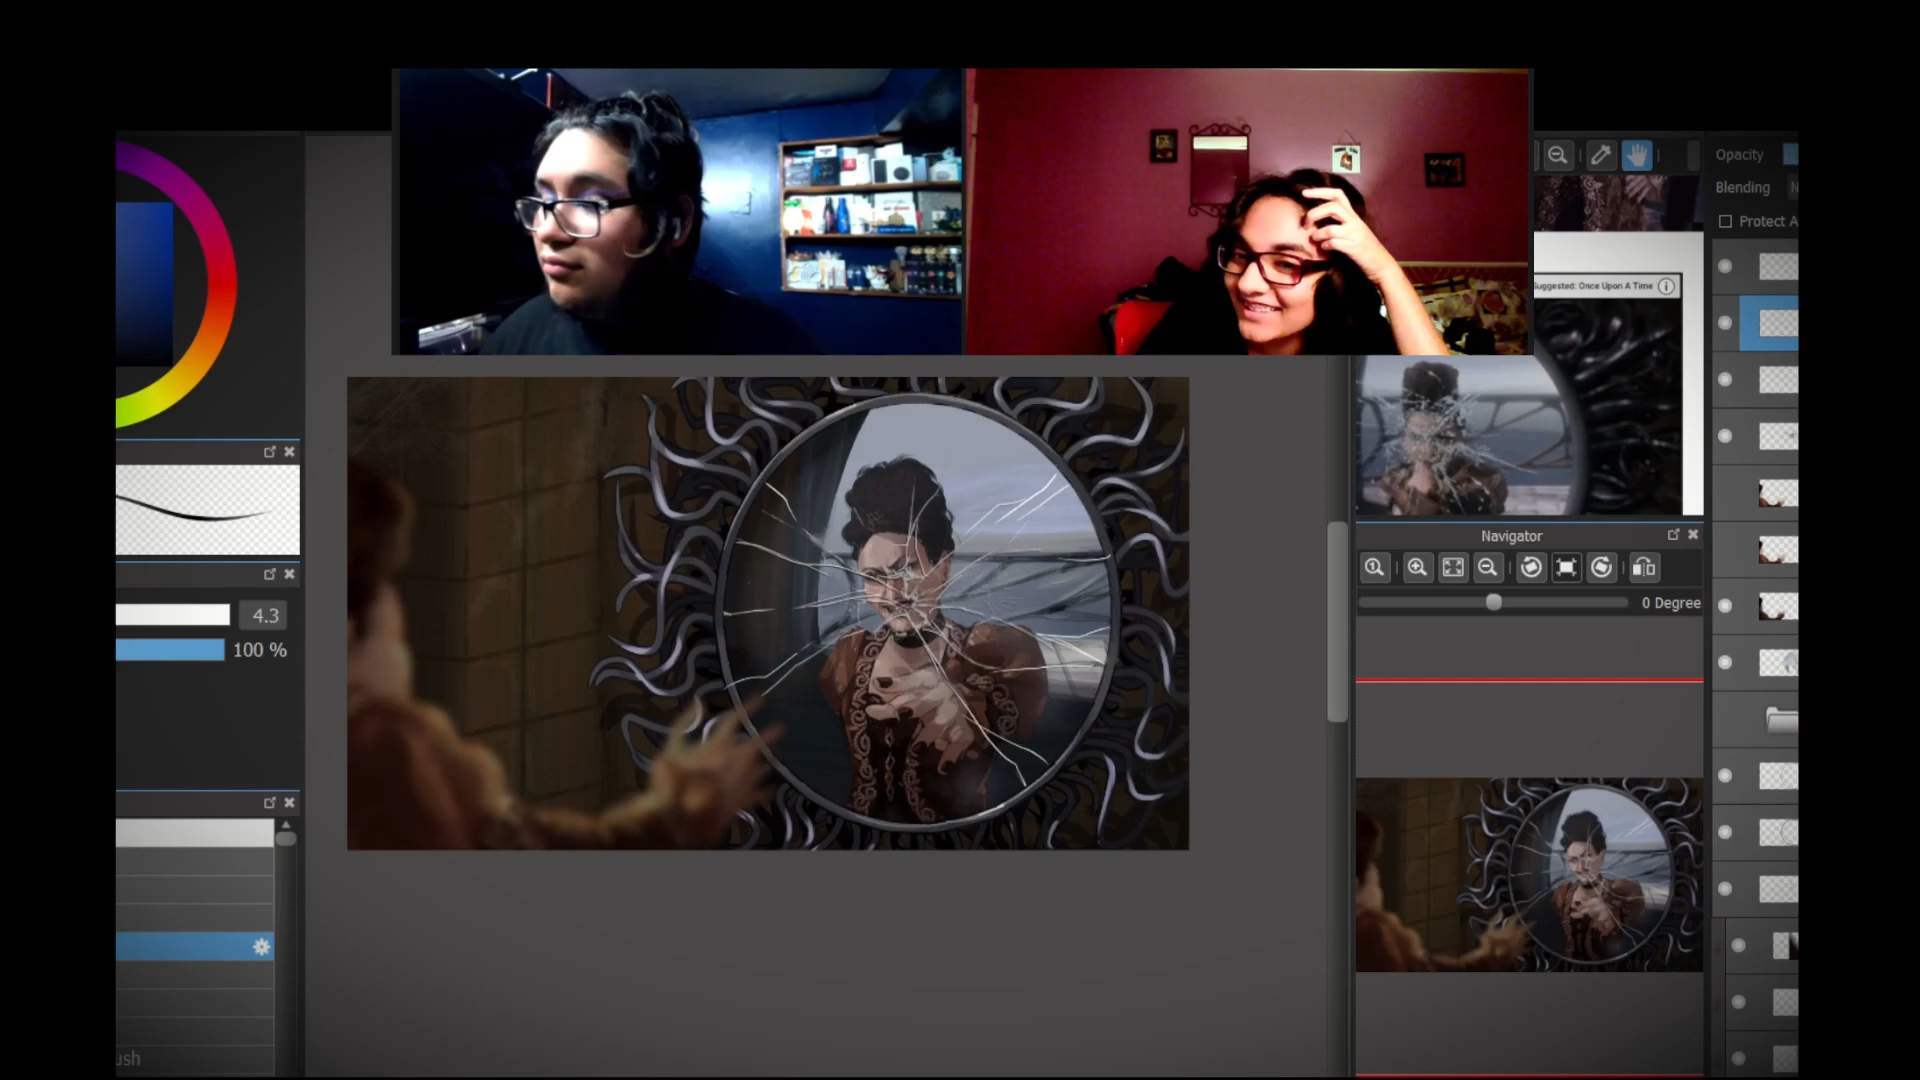 Opacity
Blending
Protect A
Suggested: Once Upon A Time
4.3
100 %
Navigator
0 Degree
ush